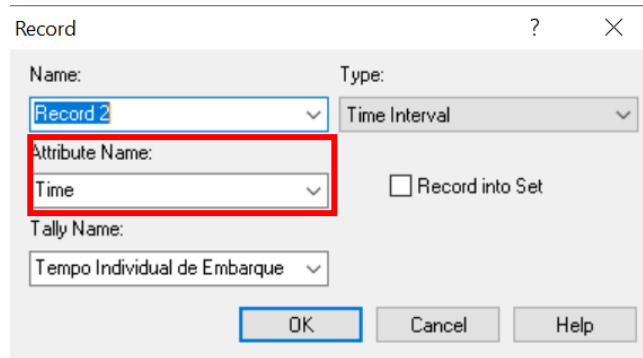 Record ?
Name: Type:
Record 2 Time Interval
Attribute Name:
Time Record into Set
Tally Name:
Tempo Individual de Embarque
OK Cancel Help